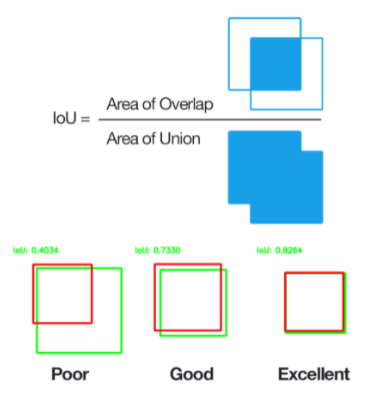 IoU =
Area of Overlap
Area of Union
IoU: 0.4034
IoU: 0.7330
IoU: 0.9264
Poor
Good
Excellent